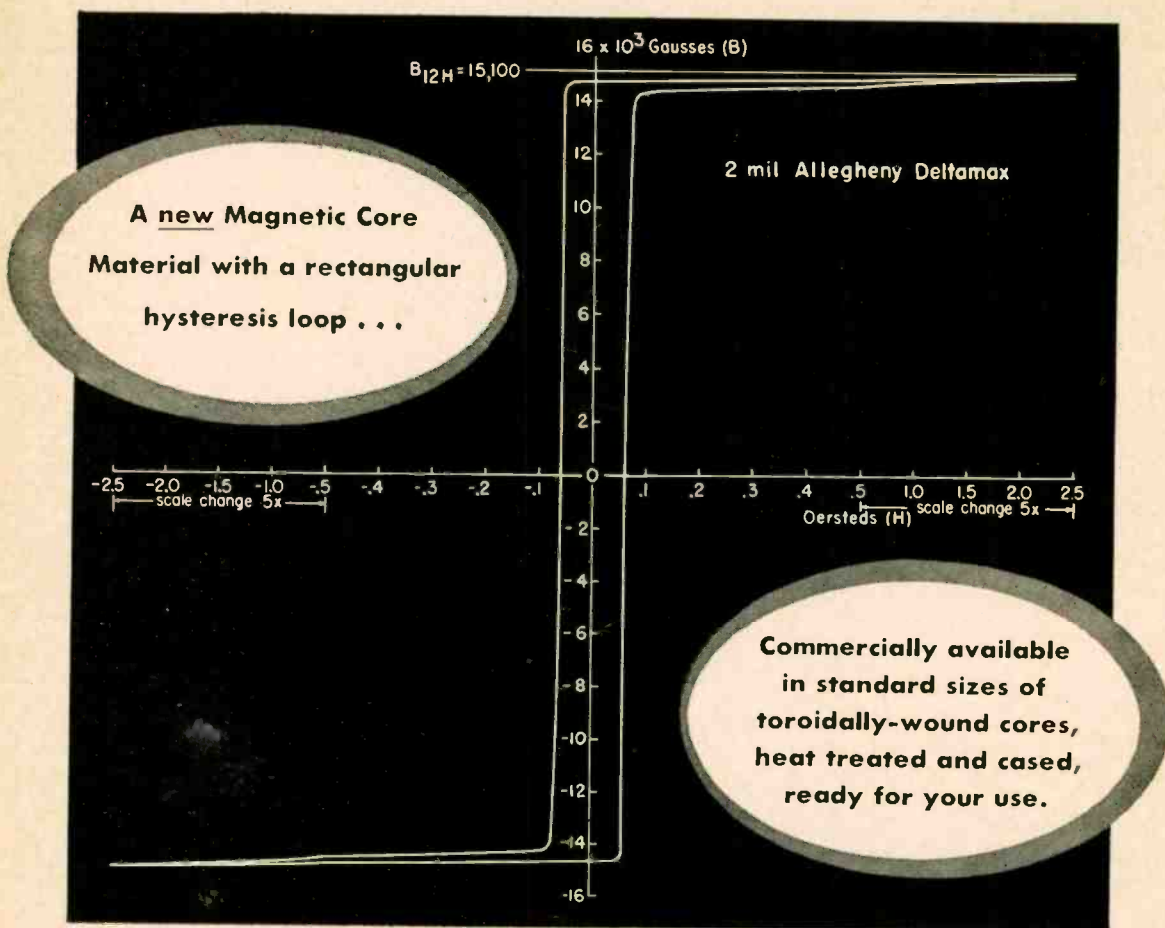 16 x 10³ Gausses (B)
B12H = 15,100
14
12
2 mil Allegheny Deltamax
10
8
6
4
2
A new Magnetic Core
Material with a rectangular
hysteresis loop . . .
-2.5 -2.0 -1.5 -1.0 -.5 -.4 -.3 -.2 -.1 0 .1 .2 .3 .5 1.0 1.5 2.0 2.5
scale change 5x
Oersteds (H)
scale change 5x
-2
-4
-6
-8
-10
-12
-14
-16
Commercially available
in standard sizes of
toroidally-wound cores,
heat treated and cased,
ready for your use.